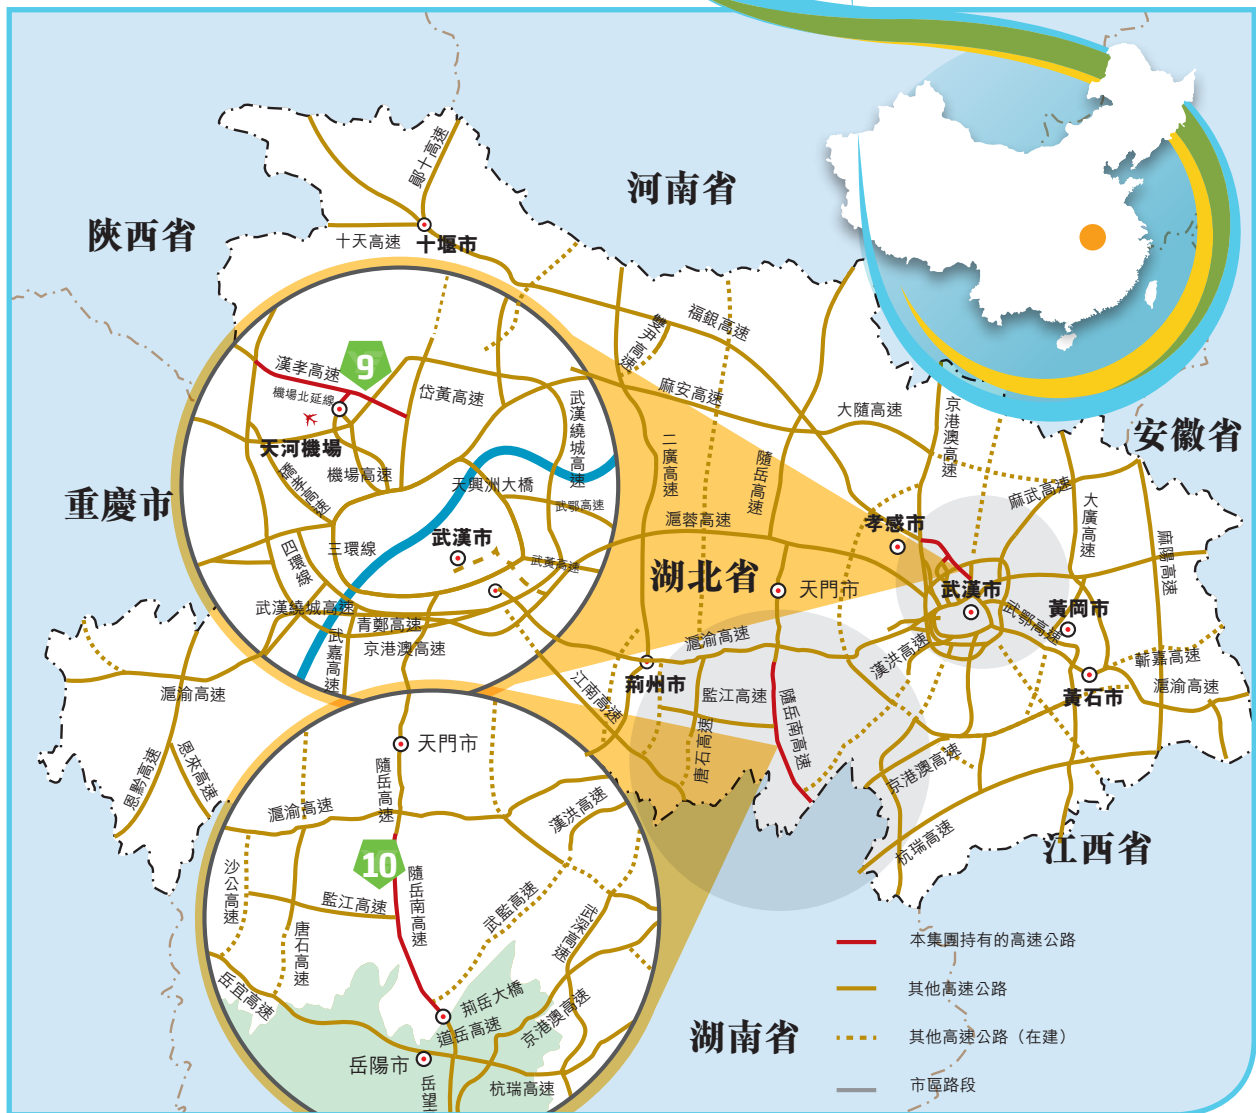 陝西省
河南省
安徽省
重慶市
湖北省
江西省
湖南省
鄖十高速
十天高速
十堰市
福銀高速
雙尹高速
麻安高速
大隨高速
京港澳高速
二廣高速
隨岳高速
滬蓉高速
孝感市
麻武高速
大廣高速
麻陽高速
武漢市
武鄂高速
黃岡市
天門市
滬渝高速
漢洪高速
蘄嘉高速
滬渝高速
黃石市
荊州市
江南高速
監江高速
唐石高速
隨岳南高速
京港澳高速
杭瑞高速
滬渝高速
恩黔高速
恩來高速
9
漢孝高速
機場北延線
天河機場
岱黃高速
武漢繞城高速
機場高速
漢孝高速
天興洲大橋
武鄂高速
四環線
三環線
武漢市
武黃高速
武漢繞城高速
青鄭高速
武嘉高速
京港澳高速
天門市
隨岳高速
滬渝高速
漢洪高速
10
沙公高速
監江高速
隨岳南高速
武監高速
武深高速
唐石高速
岳宜高速
荊岳大橋
道岳高速
京港澳高速
岳陽市
杭瑞高速
岳望
本集團持有的高速公路
其他高速公路
其他高速公路（在建）
市區路段